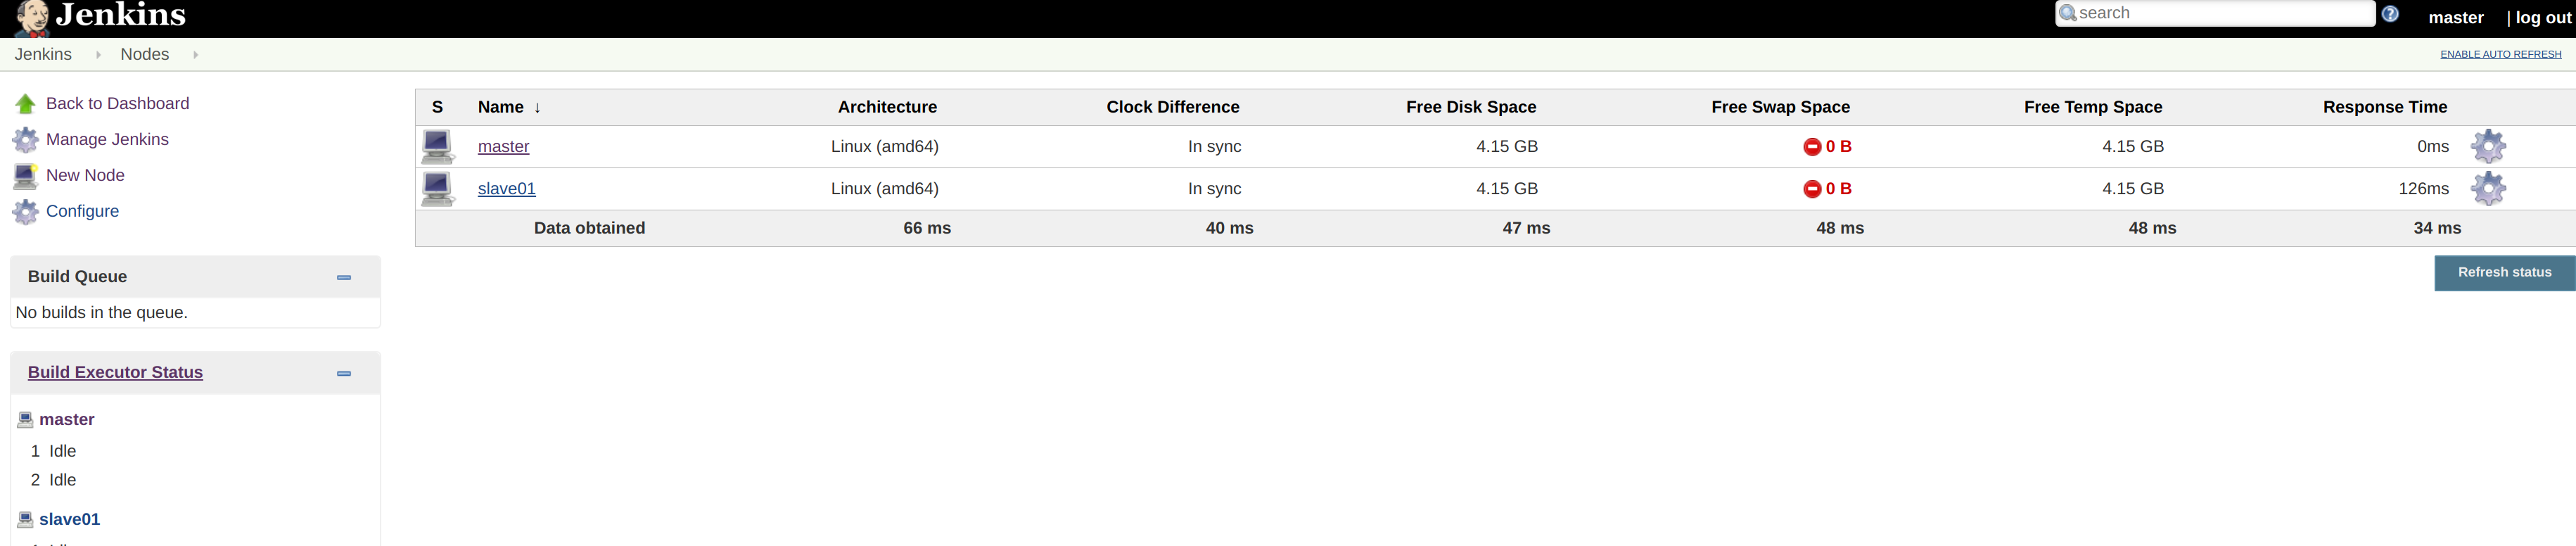 Jenkins
search
master | log out
Jenkins Nodes
ENABLE AUTO REFRESH
Back to Dashboard
Manage Jenkins
New Node
Configure
Build Queue
No builds in the queue.
Build Executor Status
master
1 Idle
2 Idle
slave01
S Name ↓ Architecture Clock Difference Free Disk Space Free Swap Space Free Temp Space Response Time
master Linux (amd64) In sync 4.15 GB 0 B 4.15 GB 0ms
slave01 Linux (amd64) In sync 4.15 GB 0 B 4.15 GB 126ms
Data obtained 66 ms 40 ms 47 ms 48 ms 48 ms 34 ms
Refresh status